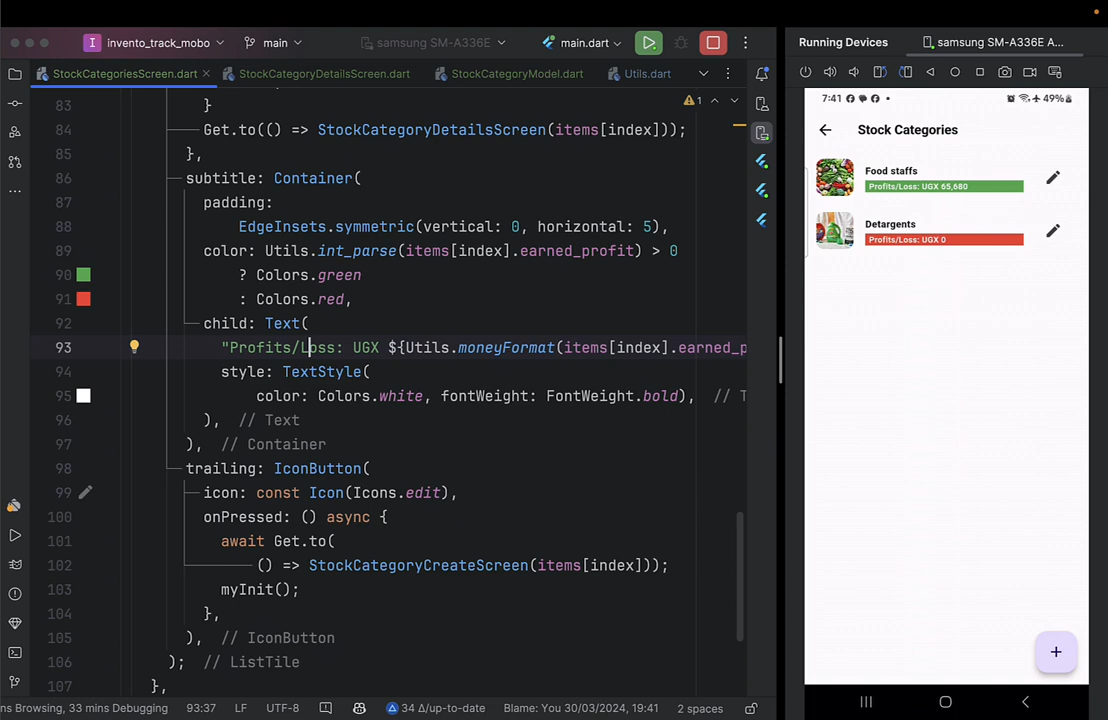 I invento_track_mobo
main
samsung SM-A336E
main.dart
Running Devices
samsung SM-A336E A...
StockCategoriesScreen.dart
StockCategoryDetailsScreen.dart
StockCategoryModel.dart
Utils.dart
1
83 }
84 Get.to(() => StockCategoryDetailsScreen(items[index]));
85 },
86 subtitle: Container(
87 padding:
88 EdgeInsets.symmetric(vertical: 0, horizontal: 5),
89 color: Utils.int_parse(items[index].earned_profit) > 0
90 ? Colors.green
91 : Colors.red,
92 child: Text(
93 "Profits/Loss: UGX ${Utils.moneyFormat(items[index].earned_p
94 style: TextStyle(
95 color: Colors.white, fontWeight: FontWeight.bold), // T
96 ), // Text
97 ), // Container
98 trailing: IconButton(
99 icon: const Icon(Icons.edit),
100 onPressed: () async {
101 await Get.to(
102 () => StockCategoryCreateScreen(items[index]));
103 myInit();
104 },
105 ), // IconButton
106 ); // ListTile
107 },
ns Browsing, 33 mins Debugging
93:37
LF
UTF-8
34 Δ/up-to-date
Blame: You 30/03/2024, 19:41
2 spaces
7:41
49%
Stock Categories
Food staffs
Profits/Loss: UGX 65,680
Detargents
Profits/Loss: UGX 0
+